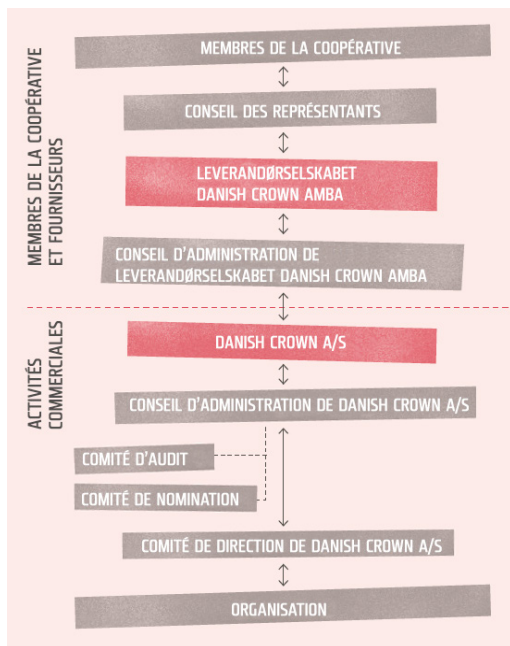 MEMBRES DE LA COOPÉRATIVE
ET FOURNISSEURS
MEMBRES DE LA COOPÉRATIVE
CONSEIL DES REPRÉSENTANTS
LEVERANDØRSELSKABET
DANISH CROWN AMBA
CONSEIL D'ADMINISTRATION DE
LEVERANDØRSELSKABET DANISH CROWN AMBA
ACTIVITÉS
COMMERCIALES
DANISH CROWN A/S
CONSEIL D'ADMINISTRATION DE DANISH CROWN A/S
COMITÉ D'AUDIT
COMITÉ DE NOMINATION
COMITÉ DE DIRECTION DE DANISH CROWN A/S
ORGANISATION